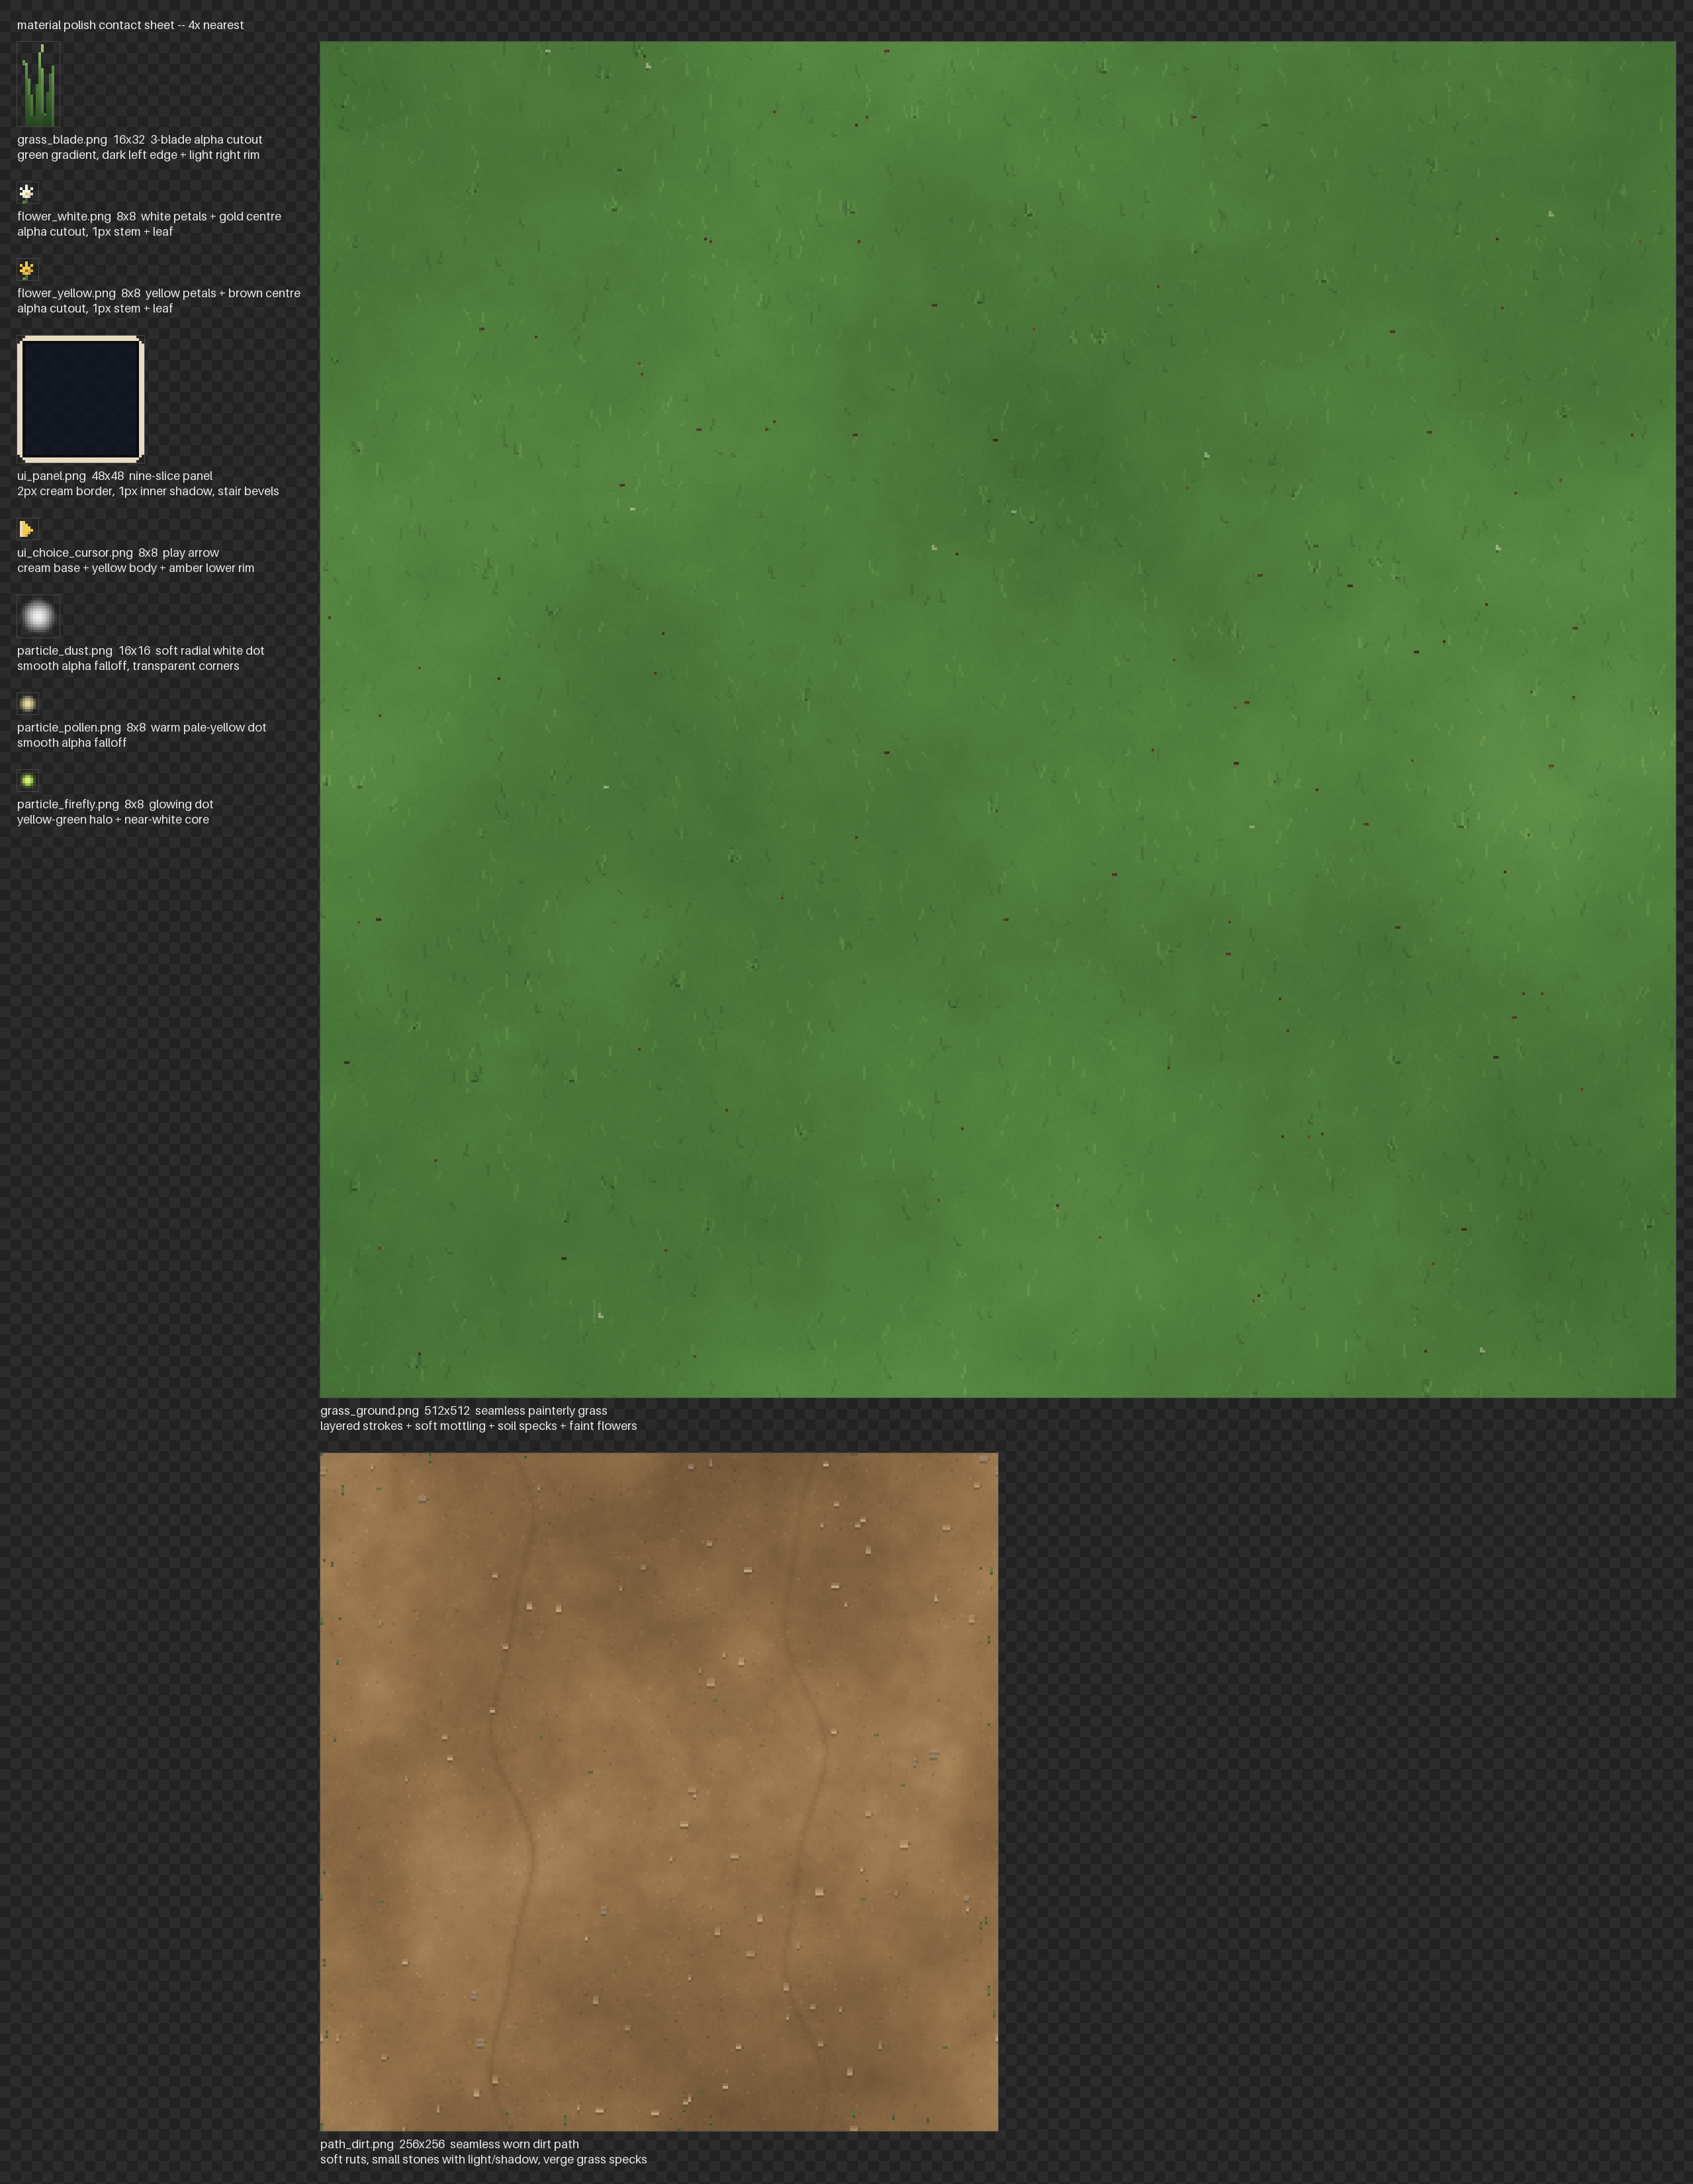 material polish contact sheet -- 4x nearest
grass_blade.png 16x32 3-blade alpha cutout
green gradient, dark left edge + light right rim
flower_white.png 8x8 white petals + gold centre
alpha cutout, 1px stem + leaf
flower_yellow.png 8x8 yellow petals + brown centre
alpha cutout, 1px stem + leaf
ui_panel.png 48x48 nine-slice panel
2px cream border, 1px inner shadow, stair bevels
ui_choice_cursor.png 8x8 play arrow
cream base + yellow body + amber lower rim
particle_dust.png 16x16 soft radial white dot
smooth alpha falloff, transparent corners
particle_pollen.png 8x8 warm pale-yellow dot
smooth alpha falloff
particle_firefly.png 8x8 glowing dot
yellow-green halo + near-white core
grass_ground.png 512x512 seamless painterly grass
layered strokes + soft mottling + soil specks + faint flowers
path_dirt.png 256x256 seamless worn dirt path
soft ruts, small stones with light/shadow, verge grass specks